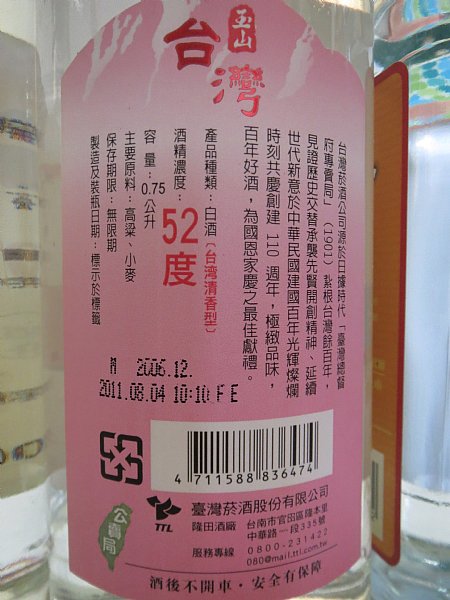 玉山
台灣
台灣菸酒公司源於日據時代「臺灣總督
府專賣局」(1901) 紮根台灣餘百年，
見證歷史交替承襲先賢開創精神、延續
世代新意於中華民國建國百年光輝燦爛
時刻共慶創建 110 週年，極緻品味，
百年好酒，為國恩家慶之最佳獻禮。
產品種類：白酒〔台湾清香型〕
酒精濃度：52度
容量：0.75公升
主要原料：高粱、小麥
保存期限：無限期
製造及裝瓶日期：標示於標籤
M 2006.12.
2011.08.04 10:10 F E
4 711588 836474
公賣局
TTL
臺灣菸酒股份有限公司
隆田酒廠 台南市官田區隆本里
中華路一段335號
服務專線 0800-231422
080@mail.ttl.com.tw
酒後不開車·安全有保障